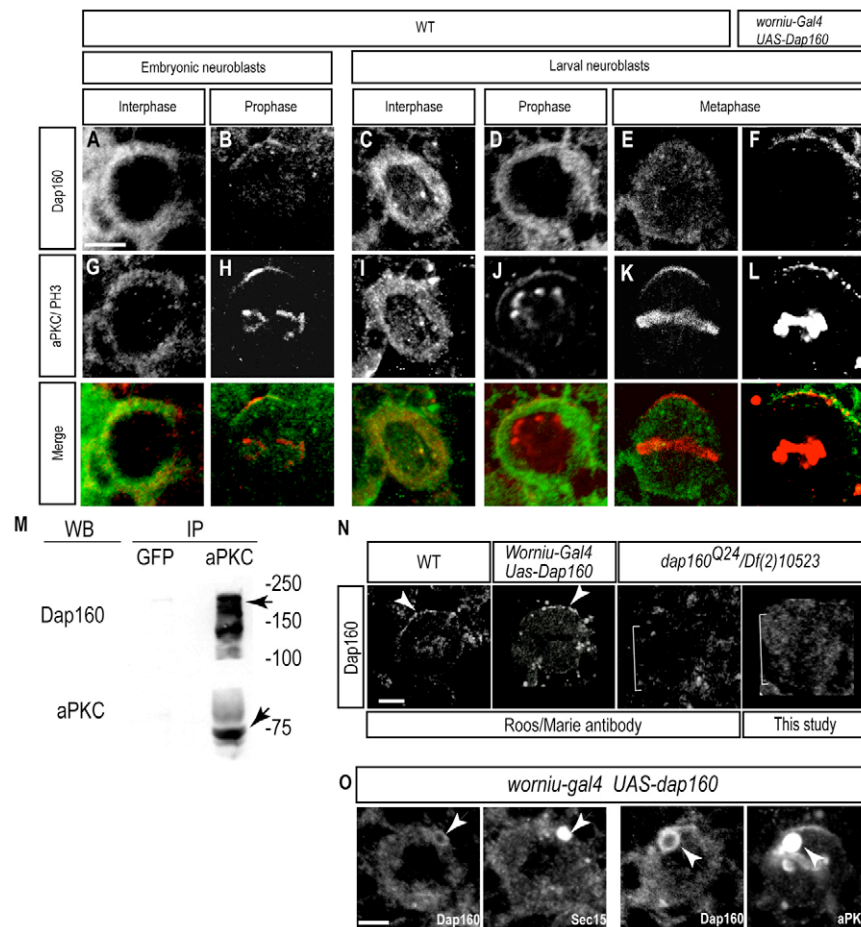 WT
worniu-Gal4
UAS-Dap160
Embryonic neuroblasts
Larval neuroblasts
Interphase
Prophase
Interphase
Prophase
Metaphase
Dap160
A
B
C
D
E
F
aPKC/ PH3
G
H
I
J
K
L
Merge
M
WB
IP
GFP
aPKC
Dap160
-250
-150
-100
aPKC
-75
N
WT
Worniu-Gal4
Uas-Dap160
dap160Q24/Df(2)10523
Dap160
Roos/Marie antibody
This study
O
worniu-gal4 UAS-dap160
Dap160
Sec15
Dap160
aPK